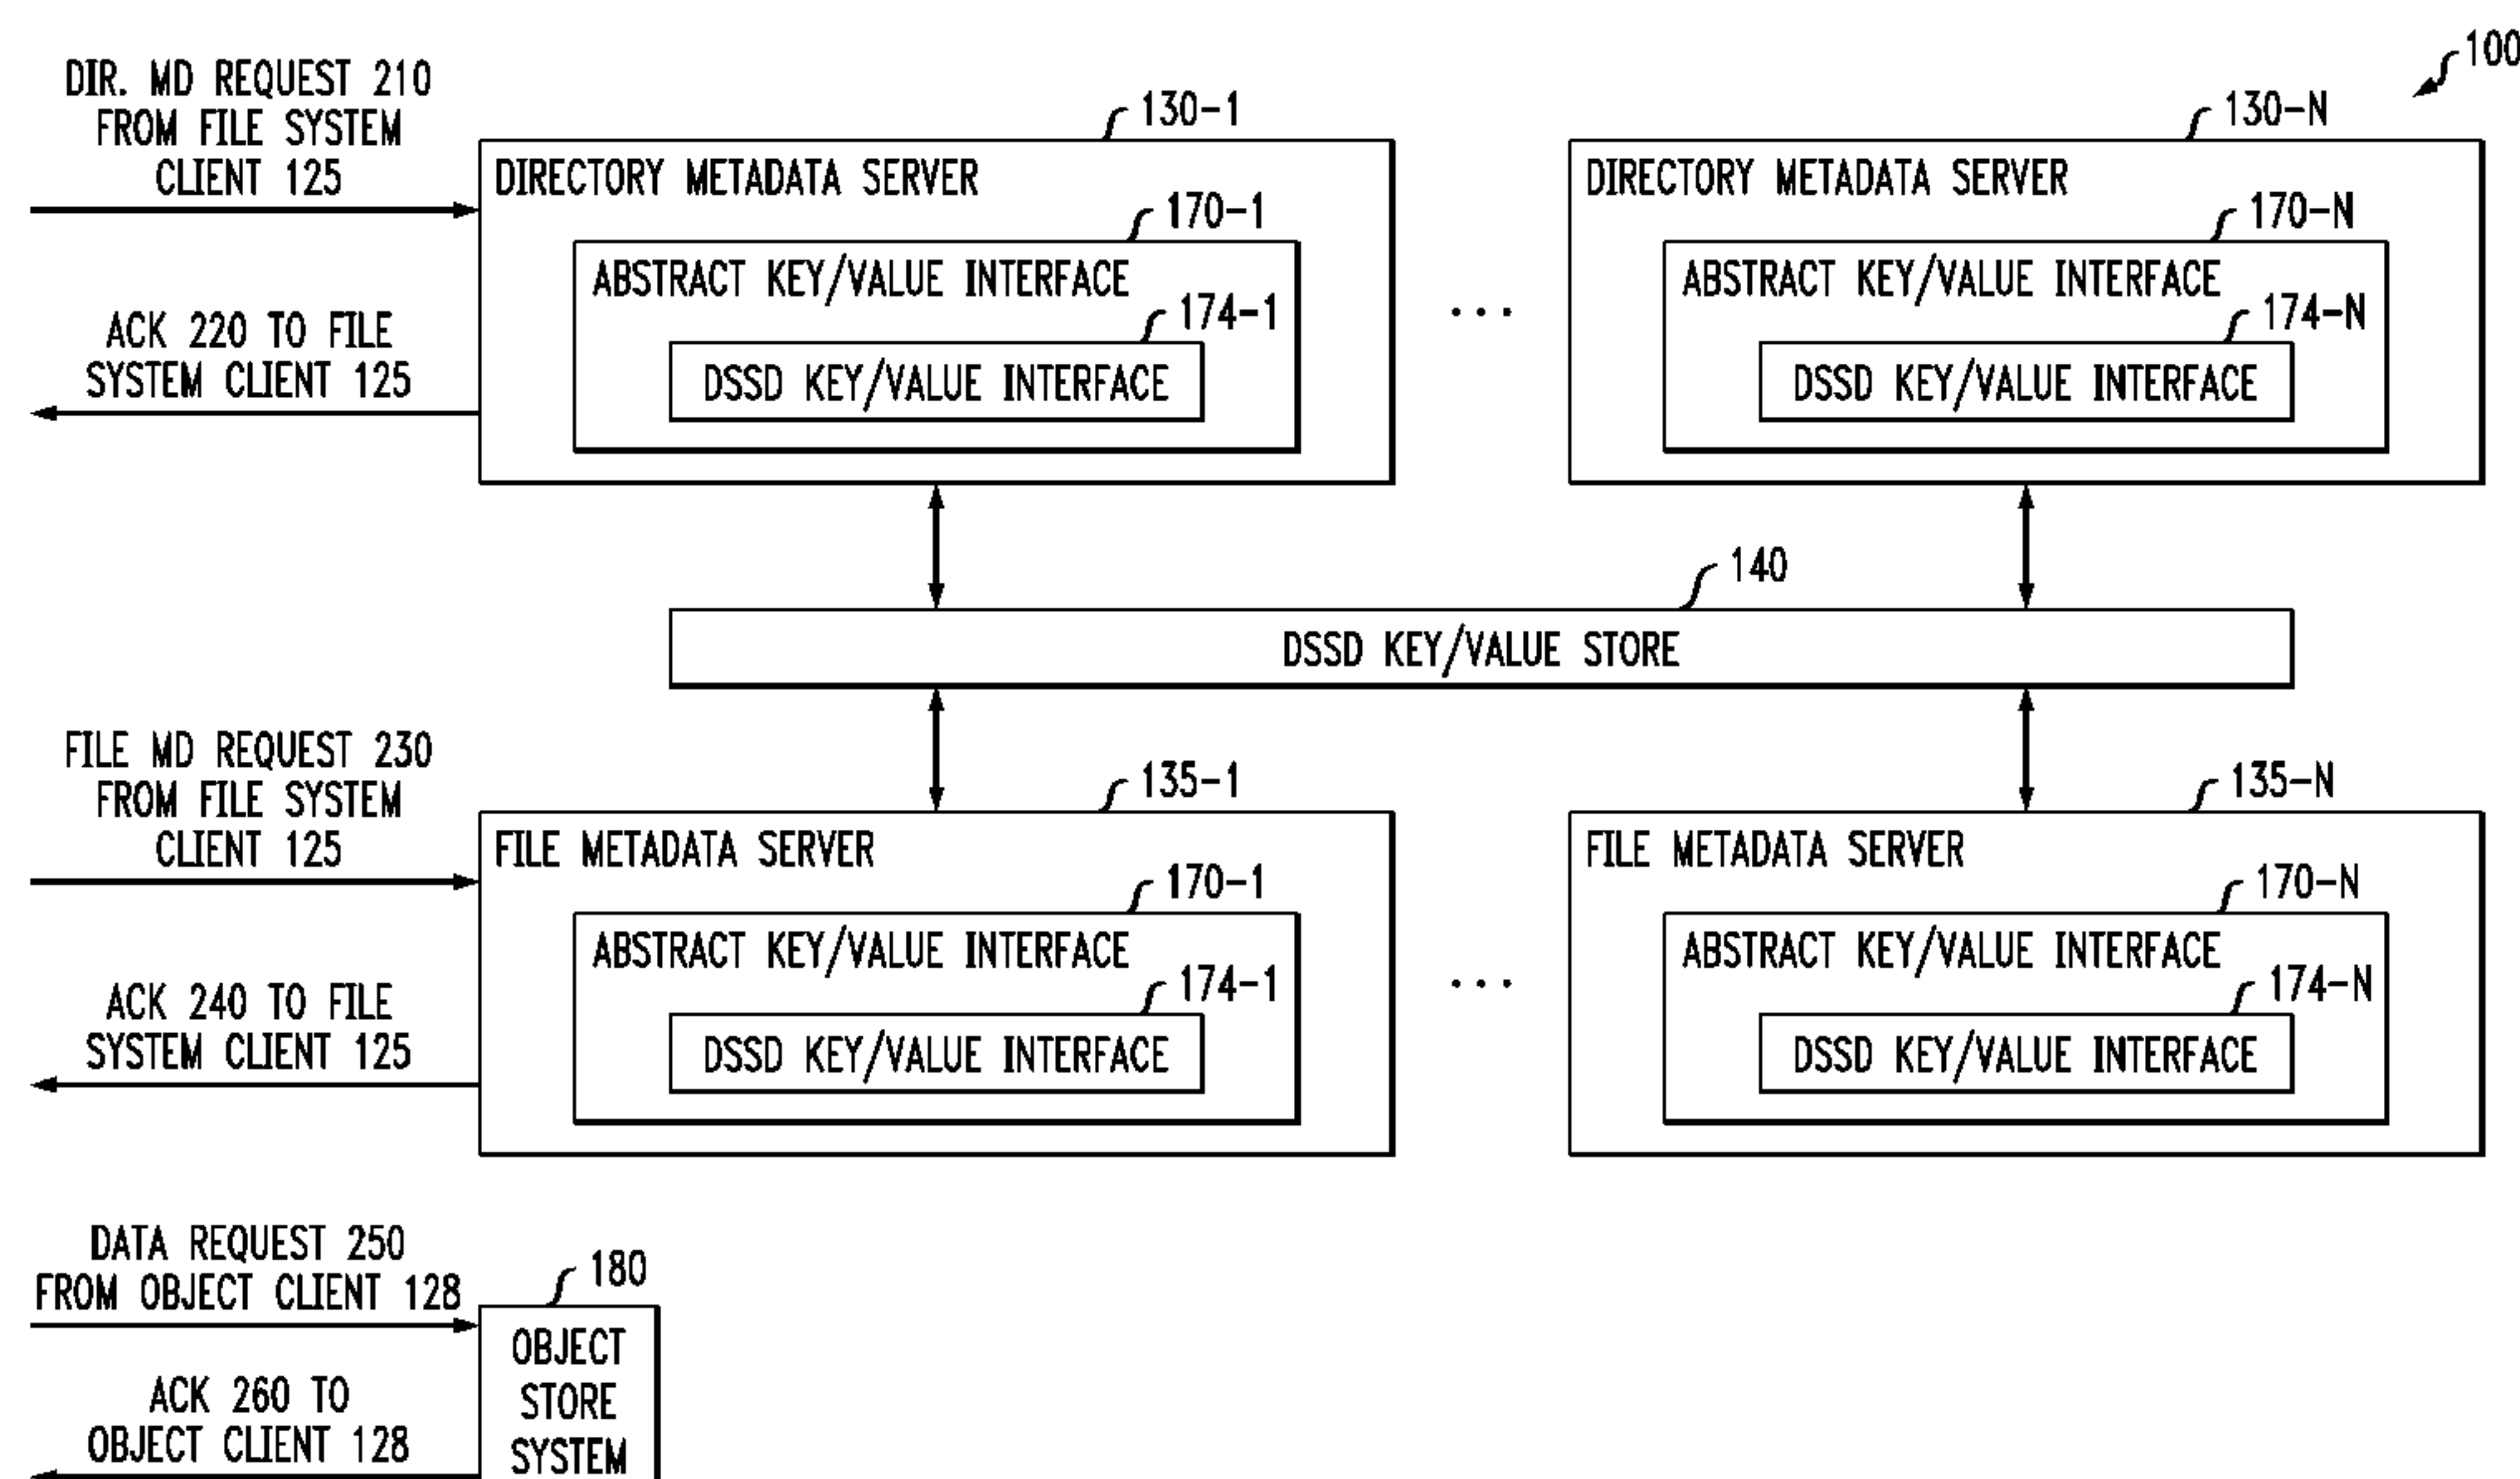 100
DIR. MD REQUEST 210
FROM FILE SYSTEM
CLIENT 125
ACK 220 TO FILE
SYSTEM CLIENT 125
130-1
DIRECTORY METADATA SERVER
170-1
ABSTRACT KEY/VALUE INTERFACE
174-1
DSSD KEY/VALUE INTERFACE
...
130-N
DIRECTORY METADATA SERVER
170-N
ABSTRACT KEY/VALUE INTERFACE
174-N
DSSD KEY/VALUE INTERFACE
140
DSSD KEY/VALUE STORE
FILE MD REQUEST 230
FROM FILE SYSTEM
CLIENT 125
ACK 240 TO FILE
SYSTEM CLIENT 125
135-1
FILE METADATA SERVER
170-1
ABSTRACT KEY/VALUE INTERFACE
174-1
DSSD KEY/VALUE INTERFACE
...
135-N
FILE METADATA SERVER
170-N
ABSTRACT KEY/VALUE INTERFACE
174-N
DSSD KEY/VALUE INTERFACE
DATA REQUEST 250
FROM OBJECT CLIENT 128
ACK 260 TO
OBJECT CLIENT 128
180
OBJECT
STORE
SYSTEM